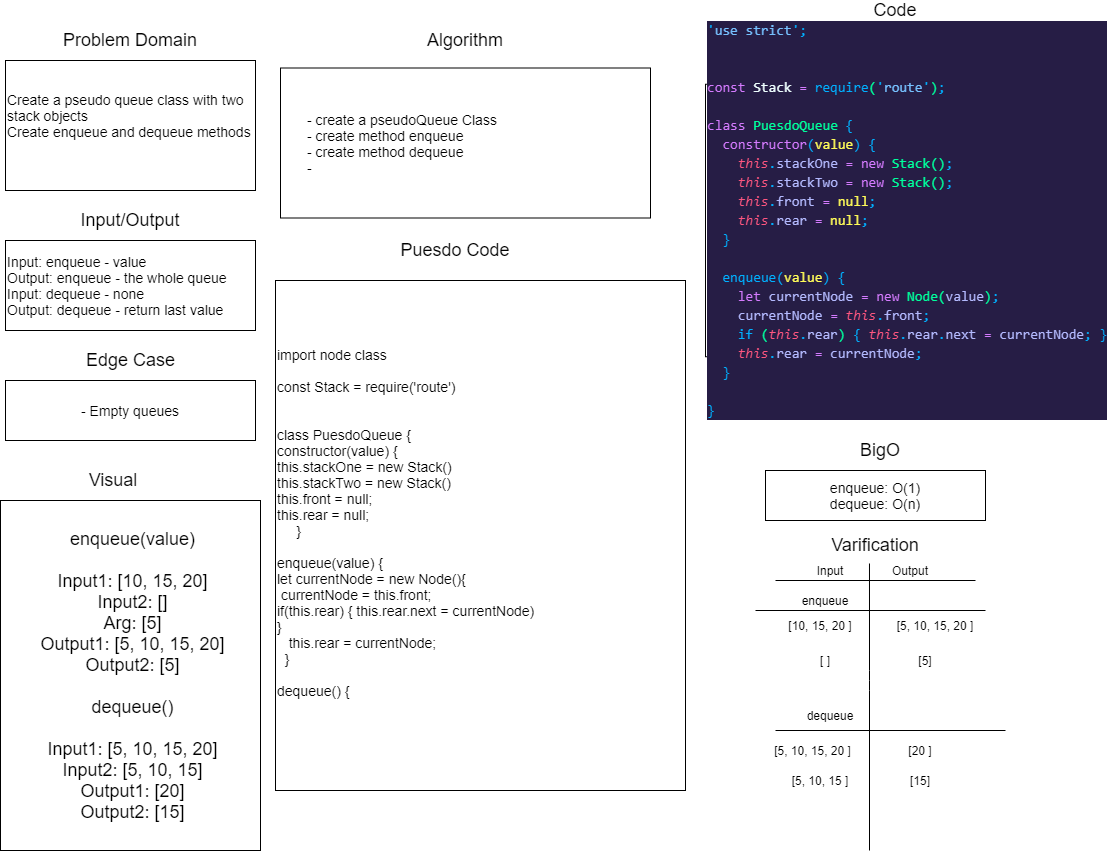 Problem Domain
Create a pseudo queue class with two
stack objects
Create enqueue and dequeue methods
Input/Output
Input: enqueue - value
Output: enqueue - the whole queue
Input: dequeue - none
Output: dequeue - return last value
Edge Case
- Empty queues
Visual
enqueue(value)
Input1: [10, 15, 20]
Input2: []
Arg: [5]
Output1: [5, 10, 15, 20]
Output2: [5]
dequeue()
Input1: [5, 10, 15, 20]
Input2: [5, 10, 15]
Output1: [20]
Output2: [15]
Algorithm
- create a pseudoQueue Class
- create method enqueue
- create method dequeue
-
Puesdo Code
import node class
const Stack = require('route')
class PuesdoQueue {
constructor(value) {
this.stackOne = new Stack()
this.stackTwo = new Stack()
this.front = null;
this.rear = null;
}
enqueue(value) {
let currentNode = new Node(){
currentNode = this.front;
if(this.rear) { this.rear.next = currentNode)
}
this.rear = currentNode;
}
dequeue() {
Code
'use strict';
const Stack = require('route');
class PuesdoQueue {
constructor(value) {
this.stackOne = new Stack();
this.stackTwo = new Stack();
this.front = null;
this.rear = null;
}
enqueue(value) {
let currentNode = new Node(value);
currentNode = this.front;
if (this.rear) { this.rear.next = currentNode; }
this.rear = currentNode;
}
}
BigO
enqueue: O(1)
dequeue: O(n)
Varification
Input Output
enqueue
[10, 15, 20 ] [5, 10, 15, 20 ]
[ ] [5]
dequeue
[5, 10, 15, 20 ] [20 ]
[5, 10, 15 ] [15]